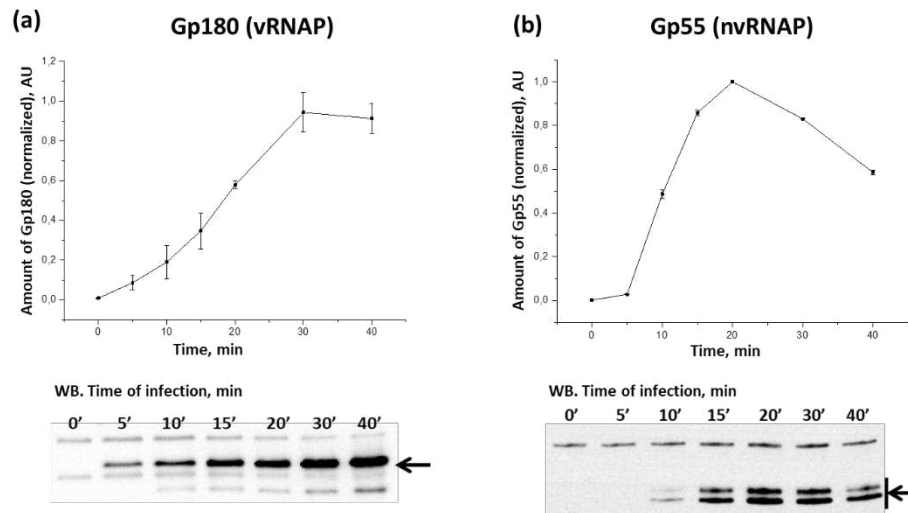 (a)
Gp180 (vRNAP)
Amount of Gp180 (normalized), AU
1,2
1,0
0,8
0,6
0,4
0,2
0,0
0 10 20 30 40
Time, min
WB. Time of infection, min
0' 5' 10' 15' 20' 30' 40'
(b)
Gp55 (nvRNAP)
Amount of Gp55 (normalized), AU
1,0
0,8
0,6
0,4
0,2
0,0
0 10 20 30 40
Time, min
WB. Time of infection, min
0' 5' 10' 15' 20' 30' 40'